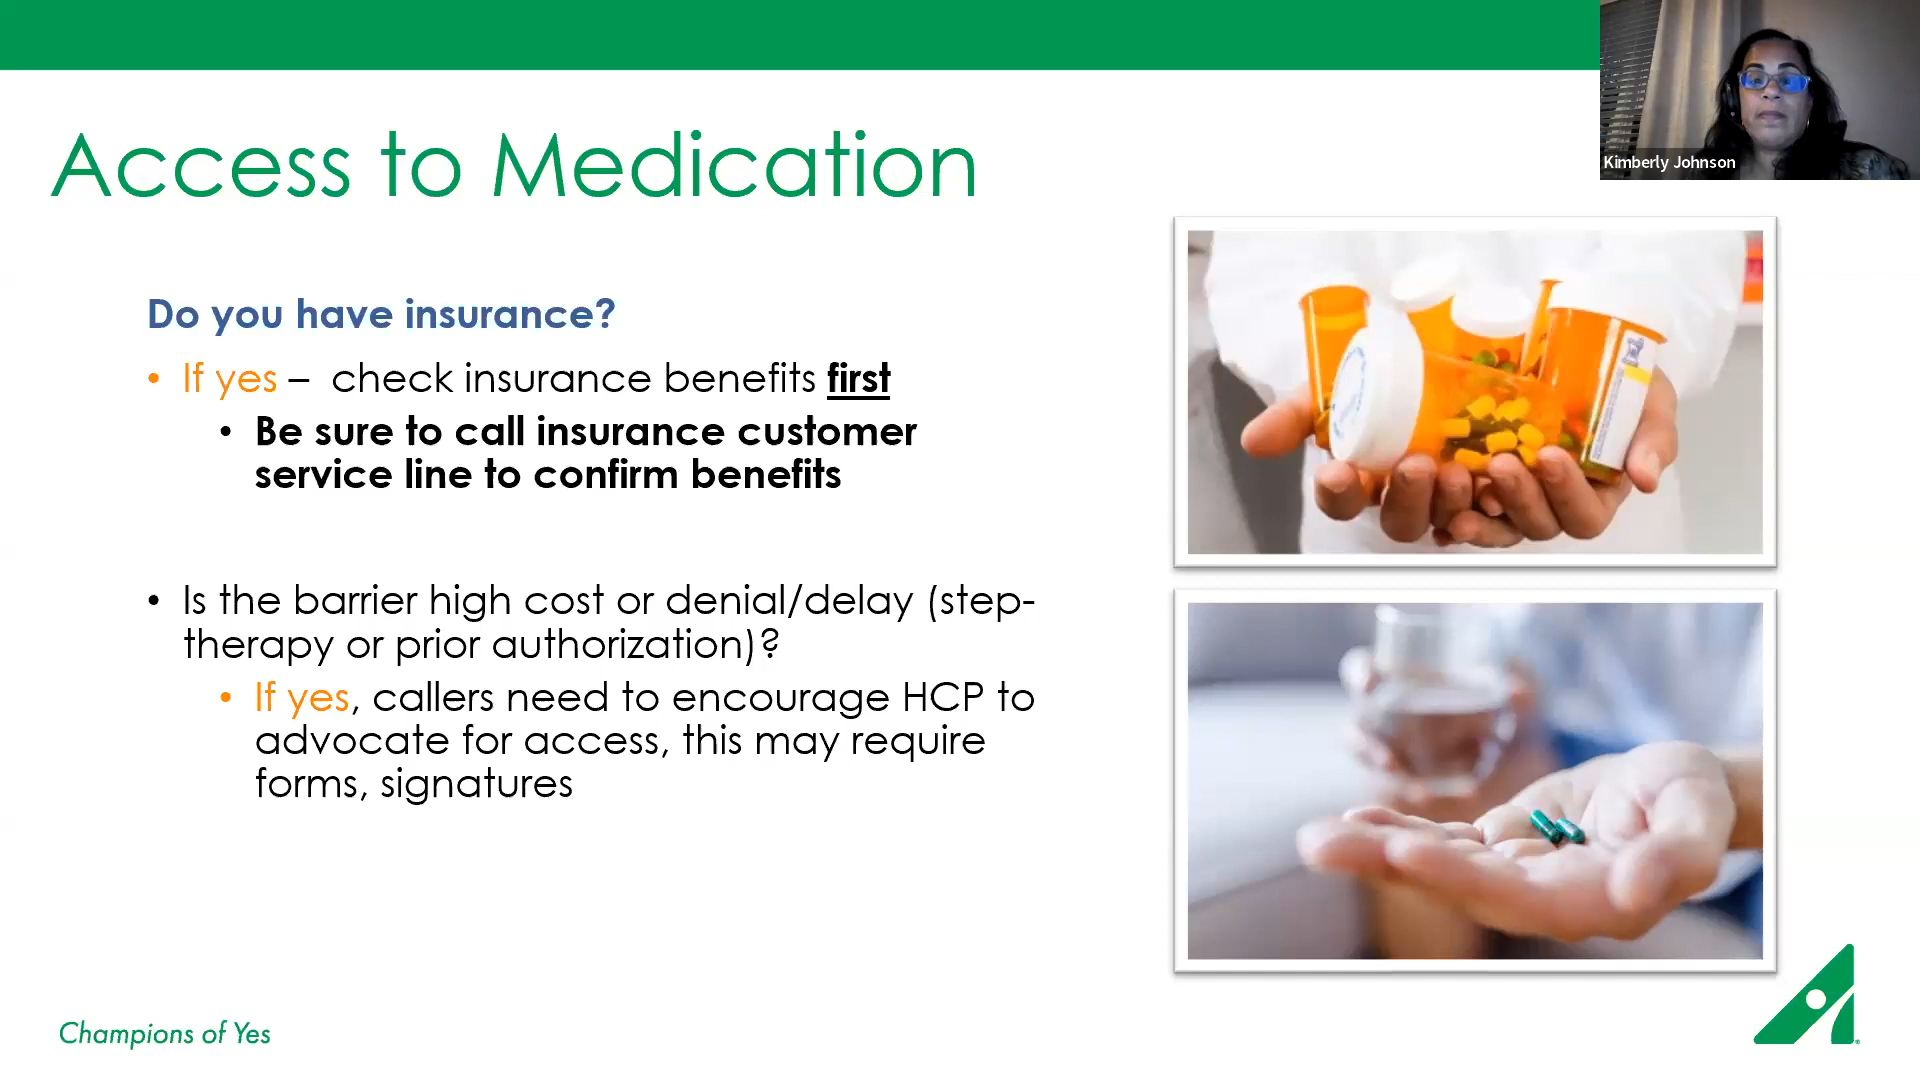 Kimberly Johnson
Access to Medication
Do you have insurance?
• If yes – check insurance benefits first
• Be sure to call insurance customer
service line to confirm benefits
• Is the barrier high cost or denial/delay (step-
therapy or prior authorization)?
• If yes, callers need to encourage HCP to
advocate for access, this may require
forms, signatures
Champions of Yes